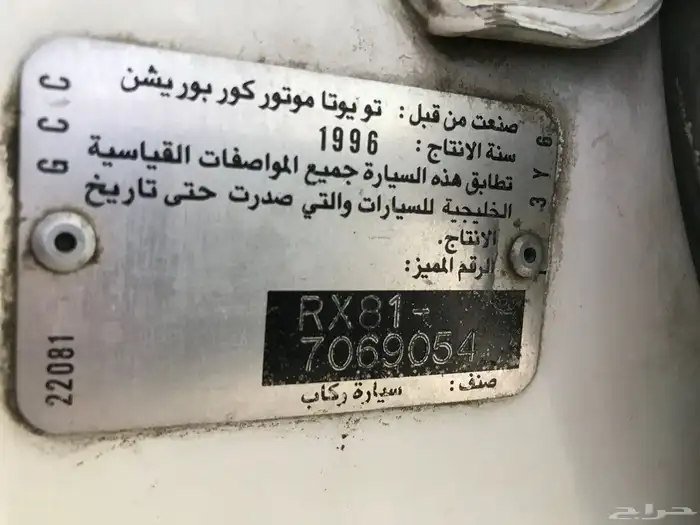 صنعت من قبل: تويوتا موتور كوربوريشن
سنة الانتاج: 1996
تطابق هذه السيارة جميع المواصفات القياسية
الخليجية للسيارات والتي صدرت حتى تاريخ
الانتاج.
الرقم المميز:
RX81-
7069054
صنف: سيارة ركاب
GCC
22081
3Y6
حراج